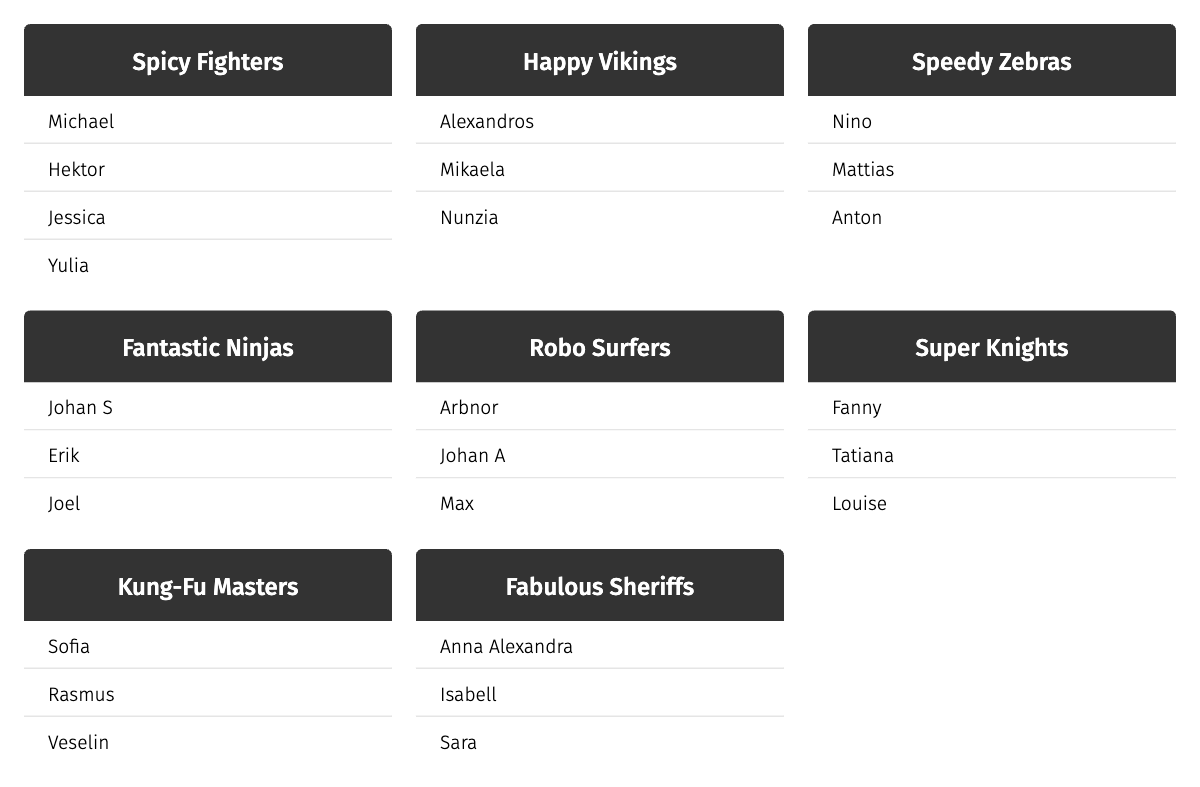 Spicy Fighters
Michael
Hektor
Jessica
Yulia
Happy Vikings
Alexandros
Mikaela
Nunzia
Speedy Zebras
Nino
Mattias
Anton
Fantastic Ninjas
Johan S
Erik
Joel
Robo Surfers
Arbnor
Johan A
Max
Super Knights
Fanny
Tatiana
Louise
Kung-Fu Masters
Sofia
Rasmus
Veselin
Fabulous Sheriffs
Anna Alexandra
Isabell
Sara